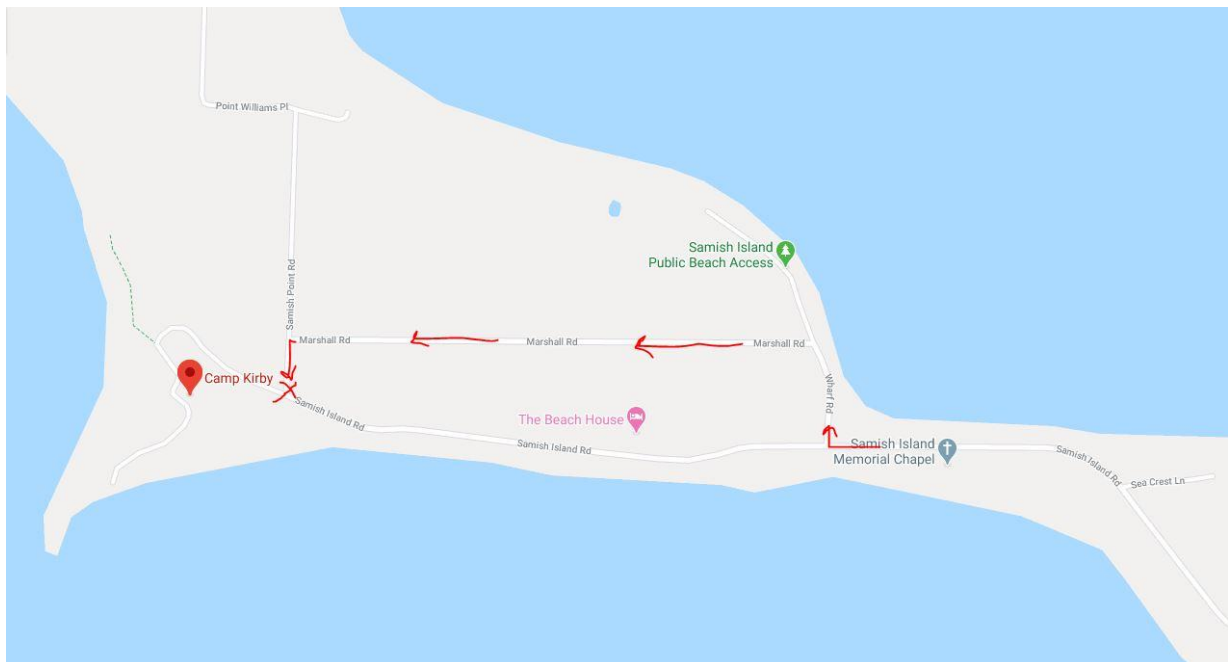 Point Williams Pl
Samish Island
Public Beach Access
Samish Point Rd
Marshall Rd
Marshall Rd
Marshall Rd
Camp Kirby
Wharf Rd
Samish Island Rd
The Beach House
Samish Island Rd
Samish Island
Memorial Chapel
Samish Island Rd
Sea Crest Ln